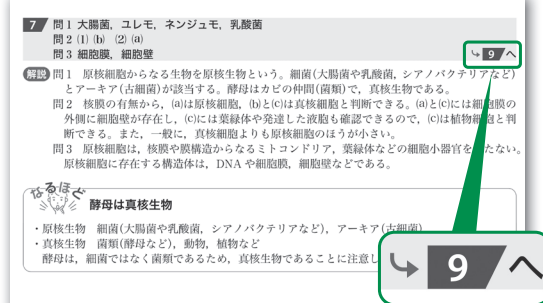 7 問1 大腸菌，ユレモ，ネンジュモ，乳酸菌
問2 (1) (b) (2) (a)
問3 細胞膜，細胞壁
9 へ
解説 問1 原核細胞からなる生物を原核生物という。細菌(大腸菌や乳酸菌，シアノバクテリアなど)
とアーキア(古細菌)が該当する。酵母はカビの仲間(菌類)で，真核生物である。
問2 核膜の有無から，(a)は原核細胞，(b)と(c)は真核細胞と判断できる。(a)と(c)には細胞膜の
外側に細胞壁が存在し，(c)には葉緑体や発達した液胞も確認できるので，(c)は植物細胞と判
断できる。また，一般に，真核細胞よりも原核細胞のほうが小さい。
問3 原核細胞は，核膜や膜構造からなるミトコンドリア，葉緑体などの細胞小器官を たない。
原核細胞に存在する構造体は，DNA や細胞膜，細胞壁などである。
なるほど 酵母は真核生物
・原核生物 細菌(大腸菌や乳酸菌，シアノバクテリアなど)，アーキア(古細菌)
・真核生物 菌類(酵母など)，動物，植物など
酵母は，細菌ではなく菌類であるため，真核生物であることに注意し
9 へ